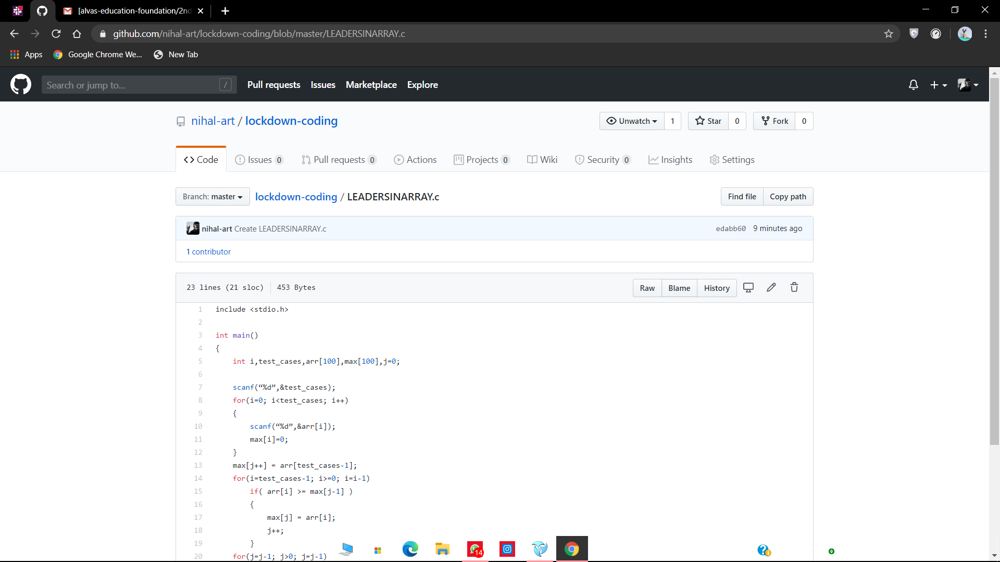 [alvas-education-foundation/2nd
github.com/nihal-art/lockdown-coding/blob/master/LEADERSINARRAY.c
Apps Google Chrome We... New Tab
Search or jump to... / Pull requests Issues Marketplace Explore
nihal-art / lockdown-coding Unwatch 1 Star 0 Fork 0
Code Issues 0 Pull requests 0 Actions Projects 0 Wiki Security 0 Insights Settings
Branch: master lockdown-coding / LEADERSINARRAY.c Find file Copy path
nihal-art Create LEADERSINARRAY.c edabb60 9 minutes ago
1 contributor
23 lines (21 sloc) 453 Bytes Raw Blame History
1 include <stdio.h>
2
3 int main()
4 {
5 int i,test_cases,arr[100],max[100],j=0;
6
7 scanf(“%d”,&test_cases);
8 for(i=0; i<test_cases; i++)
9 {
10 scanf(“%d”,&arr[i]);
11 max[i]=0;
12 }
13 max[j++] = arr[test_cases-1];
14 for(i=test_cases-1; i>=0; i=i-1)
15 if( arr[i] >= max[j-1] )
16 {
17 max[j] = arr[i];
18 j++;
19 }
20 for(j=j-1; j>0; j=j-1)
14